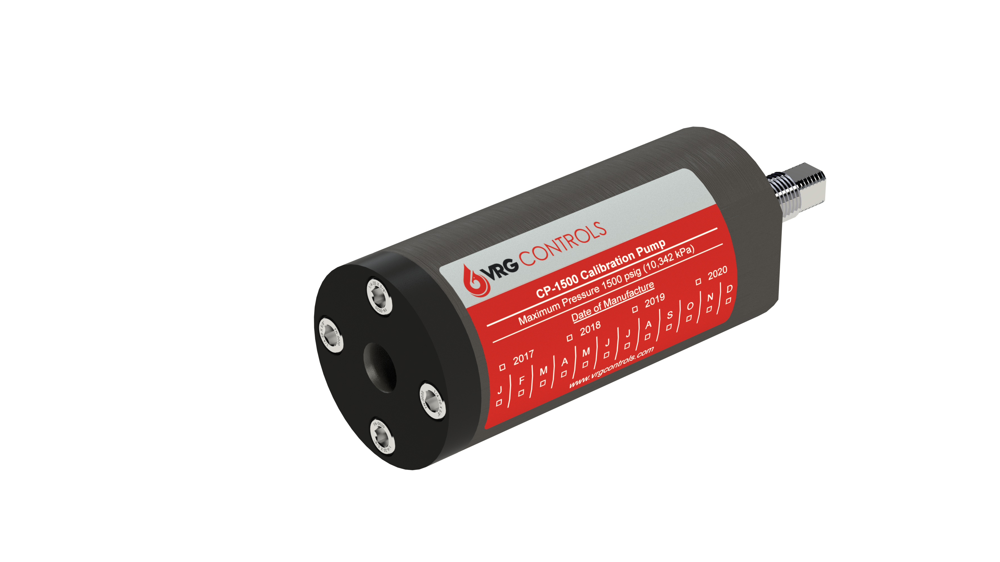 VRG CONTROLS
CP-1500 Calibration Pump
Maximum Pressure 1500 psig (10,342 kPa)
Date of Manufacture
□ 2017 □ 2018 □ 2019 □ 2020
J F M A M J J A S O N D
□ □ □ □ □ □ □ □ □ □ □ □
www.vrgcontrols.com
1/4-20 X 5/8"
FN-0020
1/4-20 X 5/8"
FN-0020
1/4-20 X 5/8"
FN-0020
FN-0020
1/4-20 X 5/8"